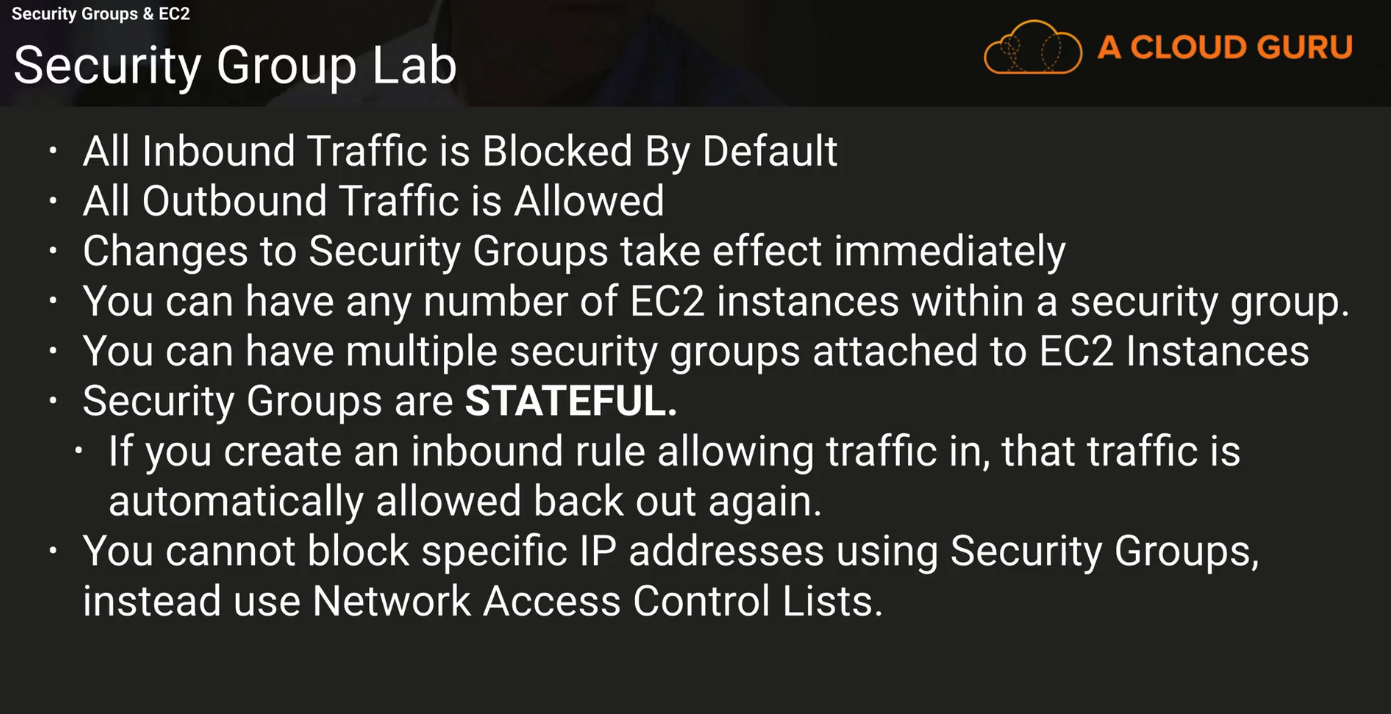 Security Groups & EC2
Security Group Lab
A CLOUD GURU
• All Inbound Traffic is Blocked By Default
• All Outbound Traffic is Allowed
• Changes to Security Groups take effect immediately
• You can have any number of EC2 instances within a security group.
• You can have multiple security groups attached to EC2 Instances
• Security Groups are STATEFUL.
• If you create an inbound rule allowing traffic in, that traffic is
automatically allowed back out again.
• You cannot block specific IP addresses using Security Groups,
instead use Network Access Control Lists.